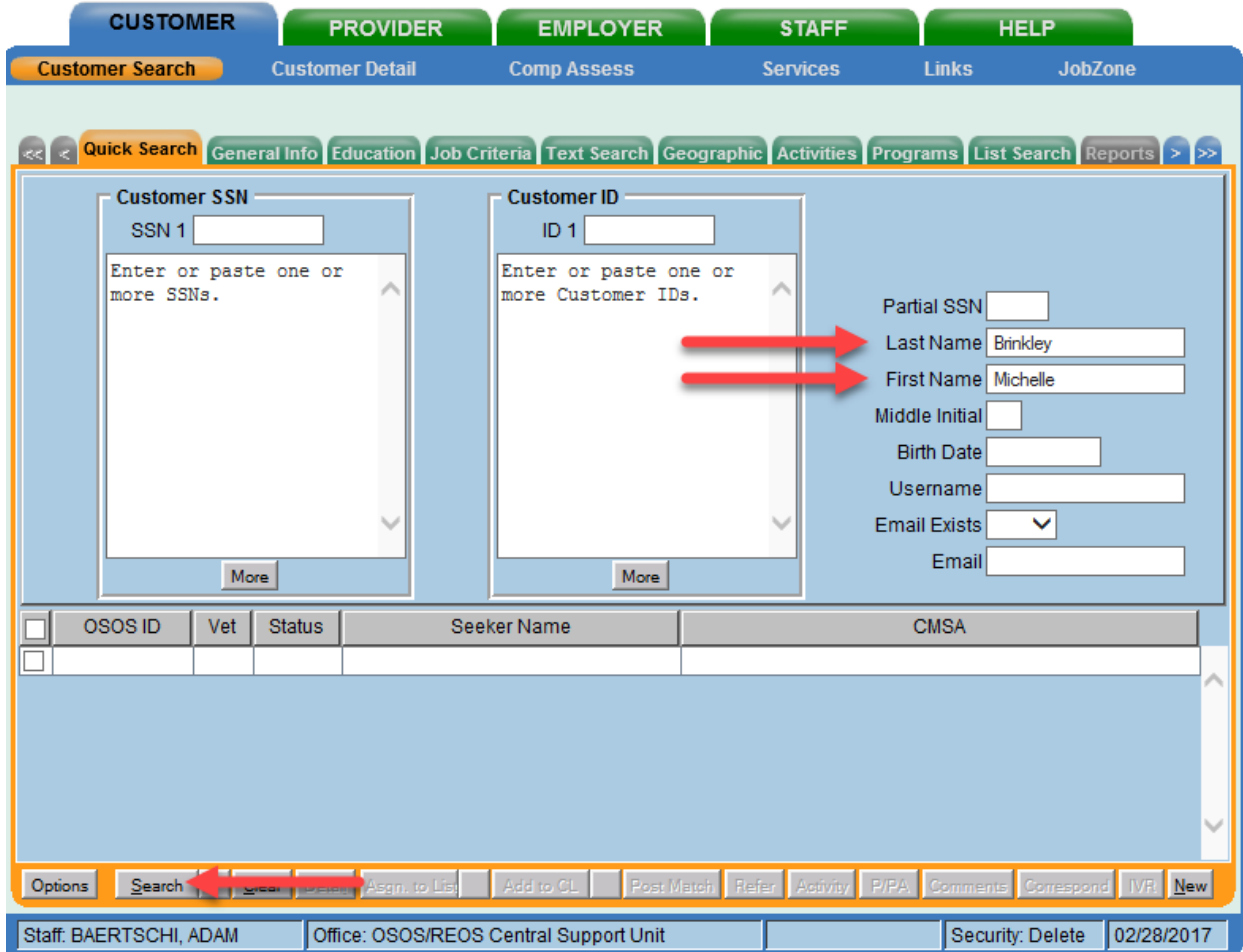 CUSTOMER PROVIDER EMPLOYER STAFF HELP
Customer Search Customer Detail Comp Assess Services Links JobZone
<< < Quick Search General Info Education Job Criteria Text Search Geographic Activities Programs List Search Reports > >>
Customer SSN Customer ID
SSN 1 ID 1
Enter or paste one or Enter or paste one or
more SSNs. more Customer IDs.
Partial SSN
Last Name Brinkley
First Name Michelle
Middle Initial
Birth Date
Username
Email Exists
Email
More More
OSOS ID Vet Status Seeker Name CMSA
Options Search Clear Detail Asgn. to List Add to CL Post Match Refer Activity P/PA Comments Correspond IVR New
Staff: BAERTSCHI, ADAM Office: OSOS/REOS Central Support Unit Security: Delete 02/28/2017